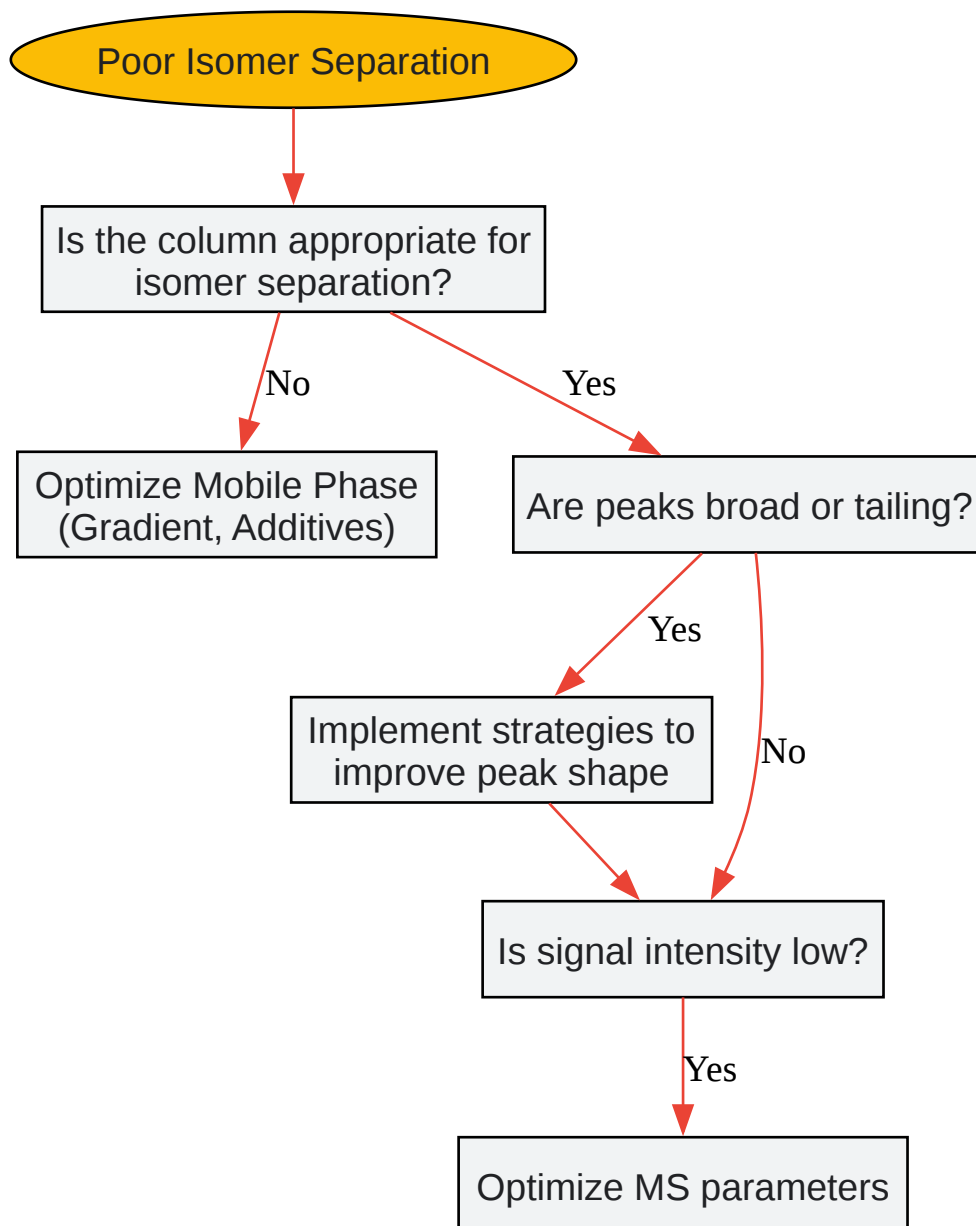 Poor Isomer Separation
Is the column appropriate for
isomer separation?
No
Yes
Optimize Mobile Phase
(Gradient, Additives)
Are peaks broad or tailing?
Yes
Implement strategies to
improve peak shape
No
Is signal intensity low?
Yes
Optimize MS parameters